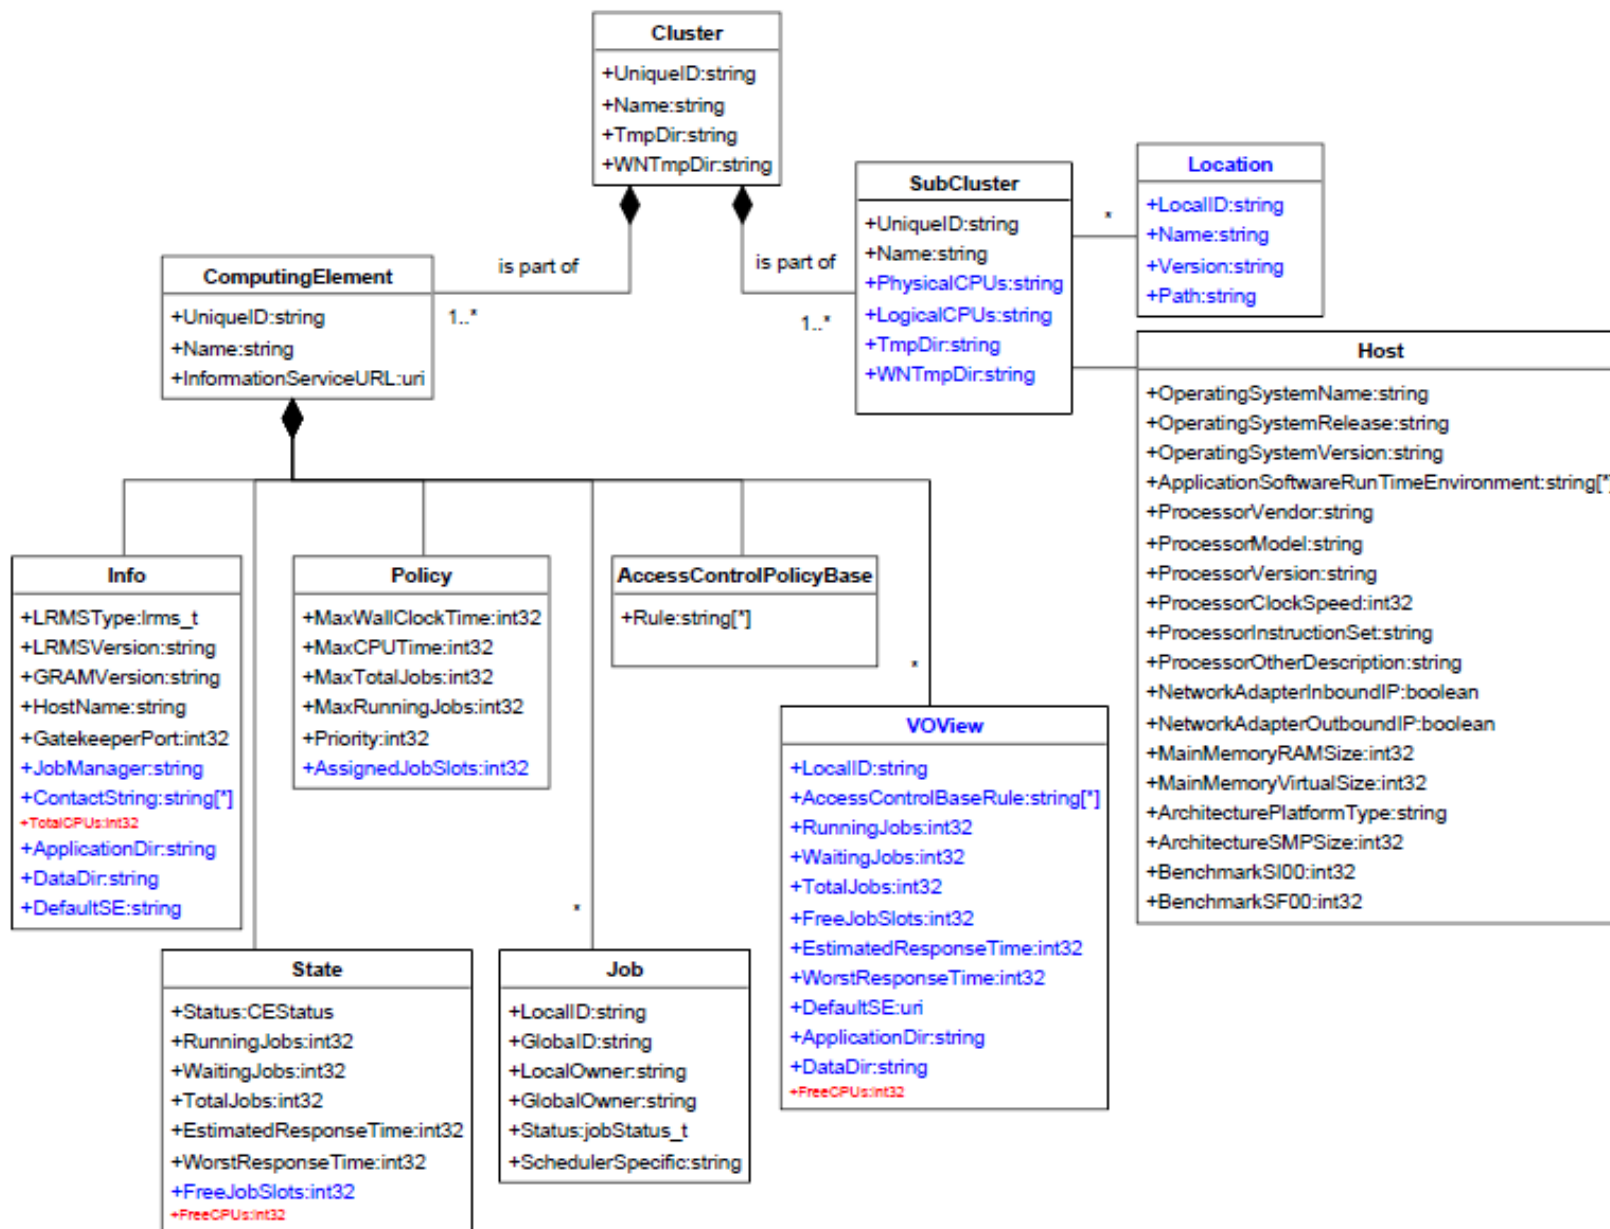 Cluster
+UniqueID:string
+Name:string
+TmpDir:string
+WNTmpDir:string
is part of
1..*
is part of
1..*
ComputingElement
+UniqueID:string
+Name:string
+InformationServiceURL:uri
SubCluster
+UniqueID:string
+Name:string
+PhysicalCPUs:string
+LogicalCPUs:string
+TmpDir:string
+WNTmpDir:string
*
Location
+LocalID:string
+Name:string
+Version:string
+Path:string
Host
+OperatingSystemName:string
+OperatingSystemRelease:string
+OperatingSystemVersion:string
+ApplicationSoftwareRunTimeEnvironment:string[*]
+ProcessorVendor:string
+ProcessorModel:string
+ProcessorVersion:string
+ProcessorClockSpeed:int32
+ProcessorInstructionSet:string
+ProcessorOtherDescription:string
+NetworkAdapterInboundIP:boolean
+NetworkAdapterOutboundIP:boolean
+MainMemoryRAMSize:int32
+MainMemoryVirtualSize:int32
+ArchitecturePlatformType:string
+ArchitectureSMPSize:int32
+BenchmarkSI00:int32
+BenchmarkSF00:int32
Info
+LRMSType:lrms_t
+LRMSVersion:string
+GRAMVersion:string
+HostName:string
+GatekeeperPort:int32
+JobManager:string
+ContactString:string[*]
+TotalCPUs:int32
+ApplicationDir:string
+DataDir:string
+DefaultSE:string
Policy
+MaxWallClockTime:int32
+MaxCPUTime:int32
+MaxTotalJobs:int32
+MaxRunningJobs:int32
+Priority:int32
+AssignedJobSlots:int32
AccessControlPolicyBase
+Rule:string[*]
*
VOView
+LocalID:string
+AccessControlBaseRule:string[*]
+RunningJobs:int32
+WaitingJobs:int32
+TotalJobs:int32
+FreeJobSlots:int32
+EstimatedResponseTime:int32
+WorstResponseTime:int32
+DefaultSE:uri
+ApplicationDir:string
+DataDir:string
+FreeCPUs:int32
State
+Status:CEStatus
+RunningJobs:int32
+WaitingJobs:int32
+TotalJobs:int32
+EstimatedResponseTime:int32
+WorstResponseTime:int32
+FreeJobSlots:int32
+FreeCPUs:int32
*
Job
+LocalID:string
+GlobalID:string
+LocalOwner:string
+GlobalOwner:string
+Status:jobStatus_t
+SchedulerSpecific:string